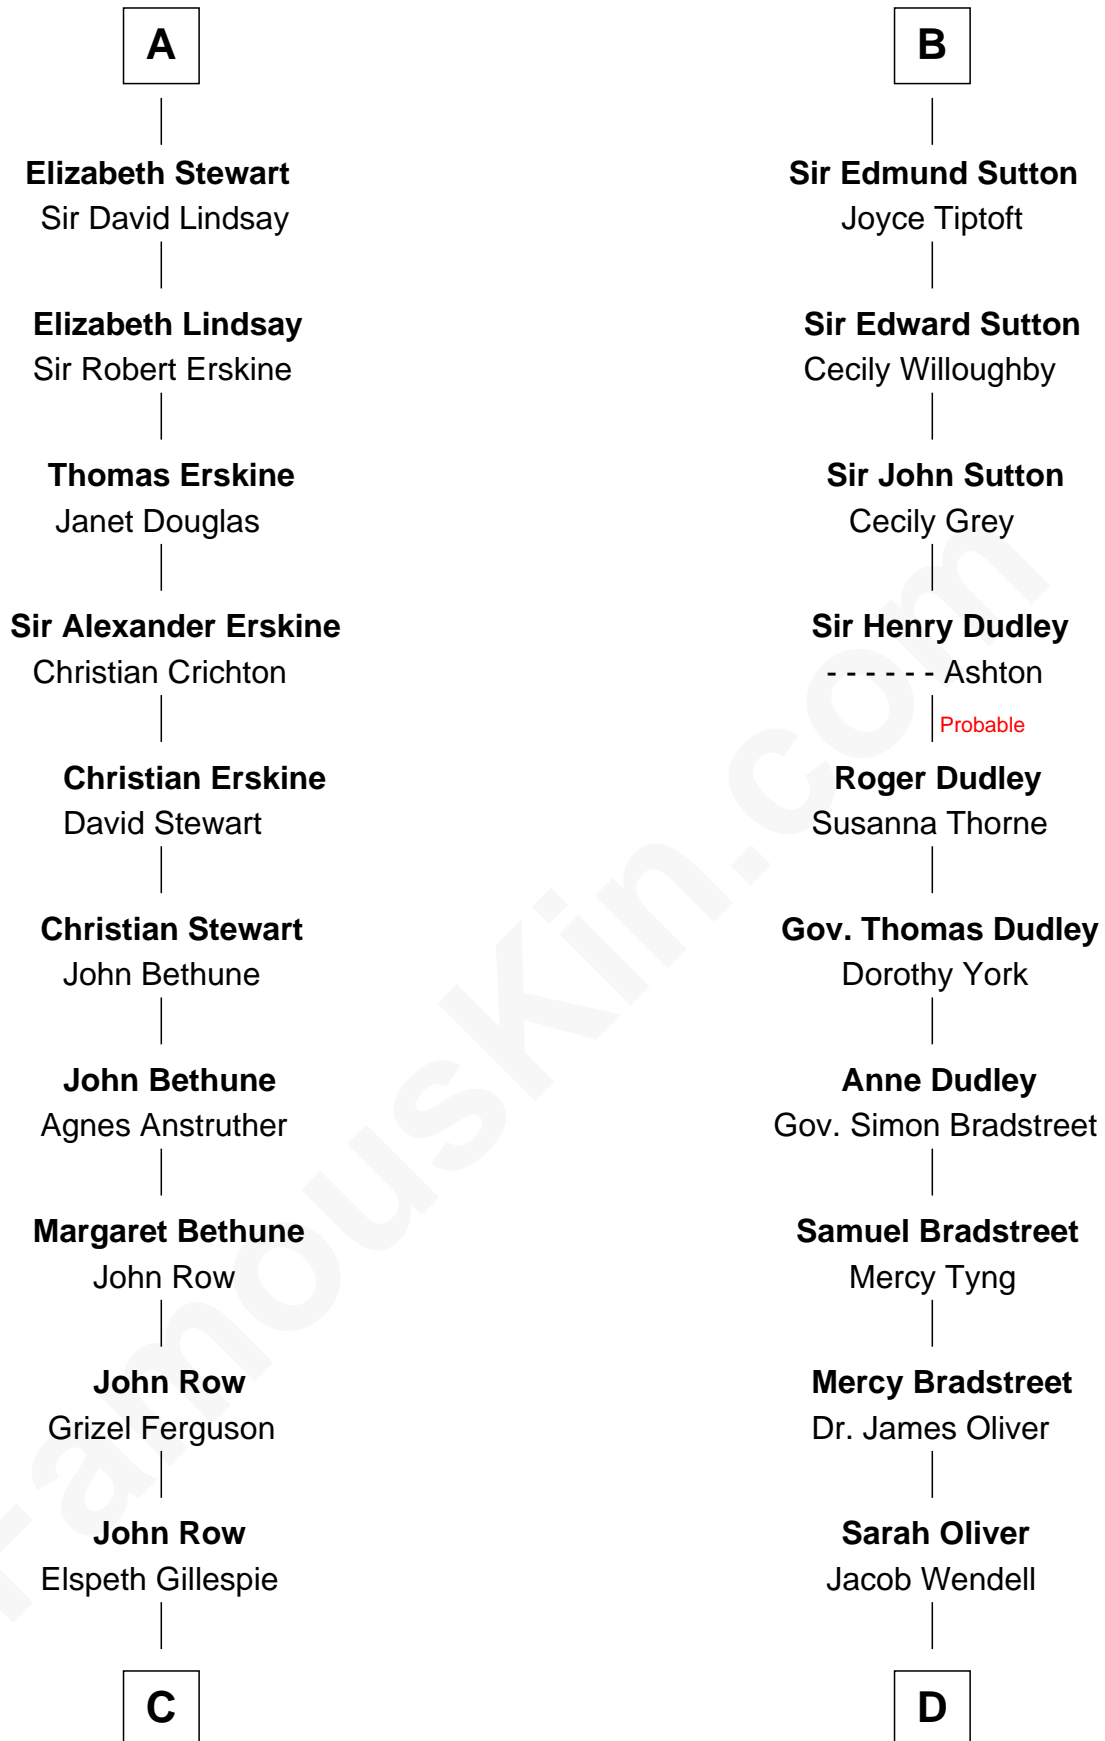 A
Elizabeth Stewart
Sir David Lindsay
Elizabeth Lindsay
Sir Robert Erskine
Thomas Erskine
Janet Douglas
Sir Alexander Erskine
Christian Crichton
Christian Erskine
David Stewart
Christian Stewart
John Bethune
John Bethune
Agnes Anstruther
Margaret Bethune
John Row
John Row
Grizel Ferguson
John Row
Elspeth Gillespie
C
B
Sir Edmund Sutton
Joyce Tiptoft
Sir Edward Sutton
Cecily Willoughby
Sir John Sutton
Cecily Grey
Sir Henry Dudley
- - - - - - Ashton
Probable
Roger Dudley
Susanna Thorne
Gov. Thomas Dudley
Dorothy York
Anne Dudley
Gov. Simon Bradstreet
Samuel Bradstreet
Mercy Tyng
Mercy Bradstreet
Dr. James Oliver
Sarah Oliver
Jacob Wendell
D
FamousKin.com